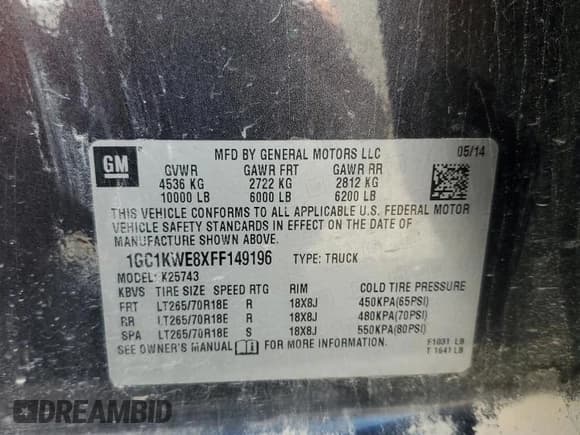 GM
MFD BY GENERAL MOTORS LLC 05/14
GVWR GAWR FRT GAWR RR
4536 KG 2722 KG 2812 KG
10000 LB 6000 LB 6200 LB
THIS VEHICLE CONFORMS TO ALL APPLICABLE U.S. FEDERAL MOTOR
VEHICLE SAFETY STANDARDS IN EFFECT ON THE DATE OF
MANUFACTURE SHOWN ABOVE.
1GC1KWE8XFF149196 TYPE: TRUCK
MODEL: K25743
KBVS TIRE SIZE SPEED RTG RIM COLD TIRE PRESSURE
FRT LT265/70R18E R 18X8J 450KPA(65PSI)
RR LT265/70R18E R 18X8J 480KPA(70PSI)
SPA LT265/70R18E S 18X8J 550KPA(80PSI)
SEE OWNER'S MANUAL F1031 LB
T 1641 LB
DREAMBID